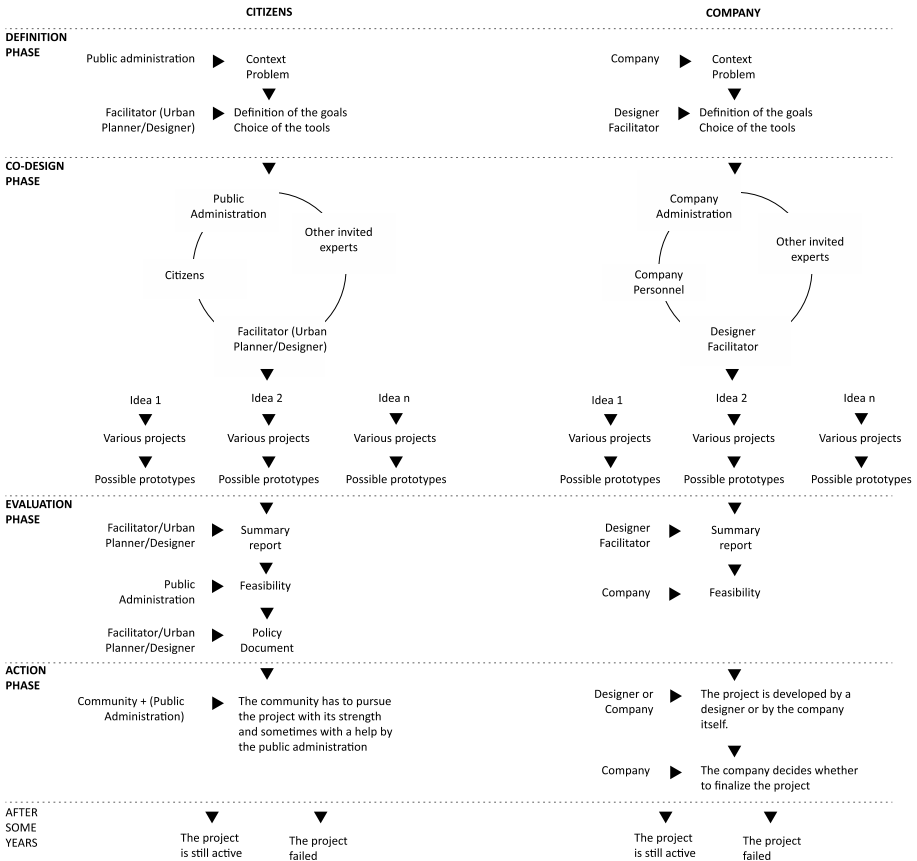 CITIZENS
COMPANY
DEFINITION
PHASE
Public administration
Context
Problem
Facilitator (Urban
Planner/Designer)
Definition of the goals
Choice of the tools
Company
Context
Problem
Designer
Facilitator
Definition of the goals
Choice of the tools
CO-DESIGN
PHASE
Public
Administration
Other invited
experts
Citizens
Facilitator (Urban
Planner/Designer)
Idea 1
Idea 2
Idea n
Various projects
Various projects
Various projects
Possible prototypes
Possible prototypes
Possible prototypes
Company
Administration
Other invited
experts
Company
Personnel
Designer
Facilitator
Idea 1
Idea 2
Idea n
Various projects
Various projects
Various projects
Possible prototypes
Possible prototypes
Possible prototypes
EVALUATION
PHASE
Facilitator/Urban
Planner/Designer
Summary
report
Public
Administration
Feasibility
Facilitator/Urban
Planner/Designer
Policy
Document
Designer
Facilitator
Summary
report
Company
Feasibility
ACTION
PHASE
Community + (Public
Administration)
The community has to pursue
the project with its strength
and sometimes with a help by
the public administration
Designer or
Company
The project is developed by a
designer or by the company
itself.
Company
The company decides whether
to finalize the project
AFTER
SOME
YEARS
The project
is still active
The project
failed
The project
is still active
The project
failed